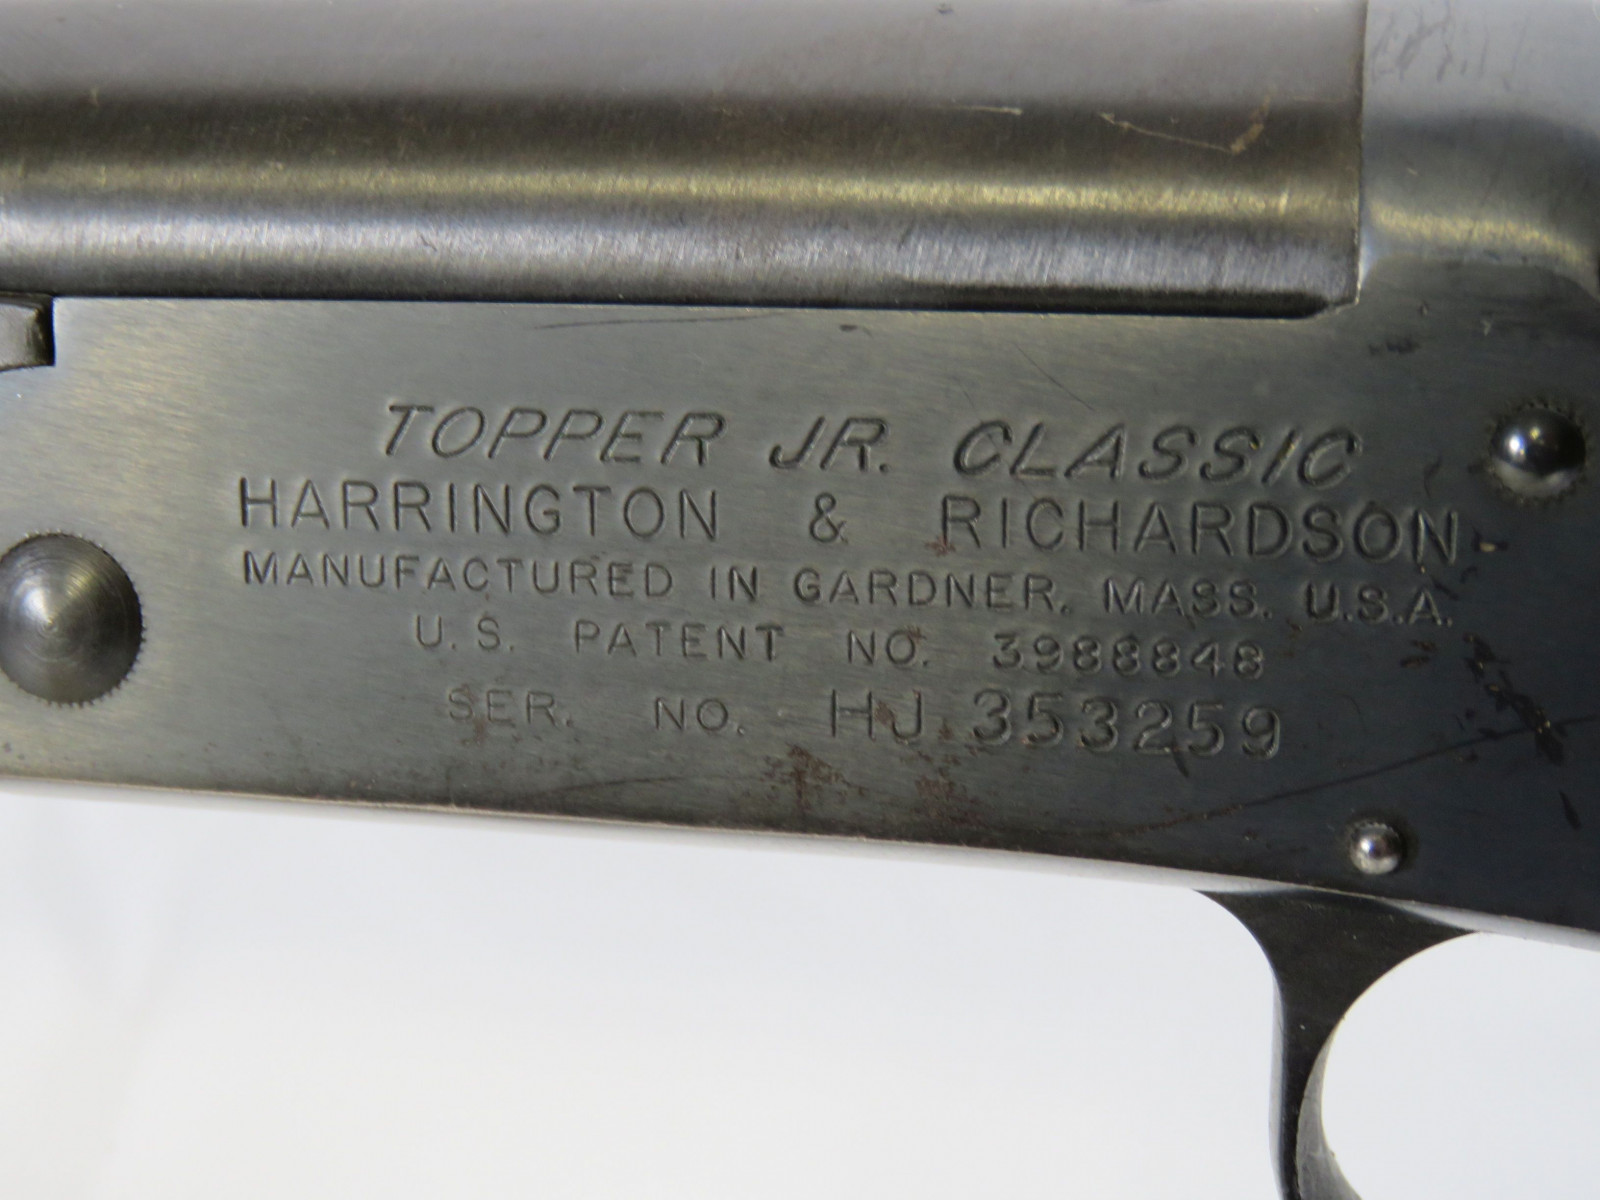 TOPPER JR. CLASSIC
HARRINGTON & RICHARDSON
MANUFACTURED IN GARDNER, MASS. U.S.A.
U.S. PATENT NO. 3988848
SER. NO. HJ 353259